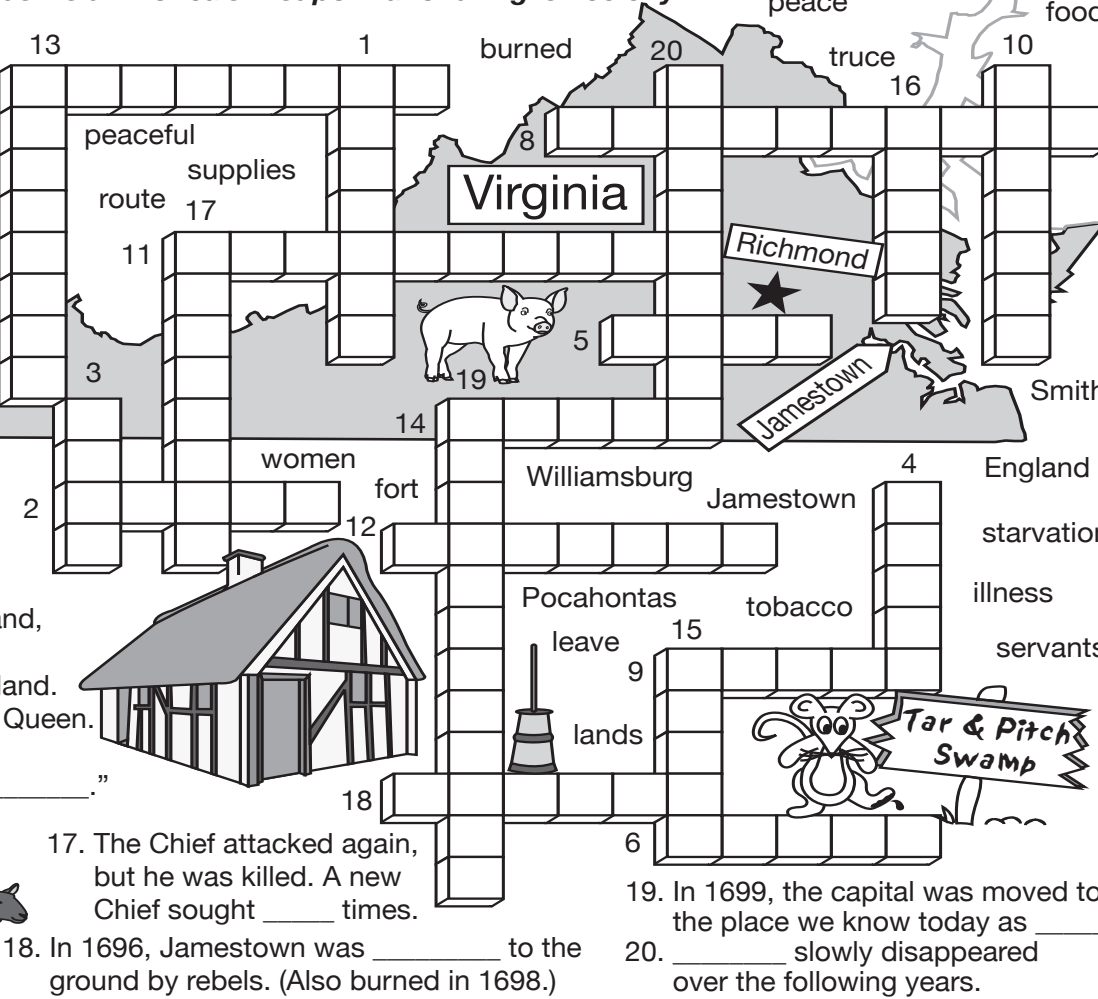 peace
food
13
1
burned
20
truce
10
16
peaceful
8
supplies
Virginia
route
17
11
Richmond
5
3
19
Smith
Jamestown
14
women
4
England
fort
Williamsburg
Jamestown
2
12
starvation
illness
Pocahontas
tobacco
and,
15
leave
servants
9
land.
Queen.
lands
Tar & Pitch
Swamp
______."
18
6
17. The Chief attacked again,
but he was killed. A new
Chief sought _____ times.
18. In 1696, Jamestown was _________ to the
ground by rebels. (Also burned in 1698.)
19. In 1699, the capital was moved to
the place we know today as _____
20. ________ slowly disappeared
over the following years.